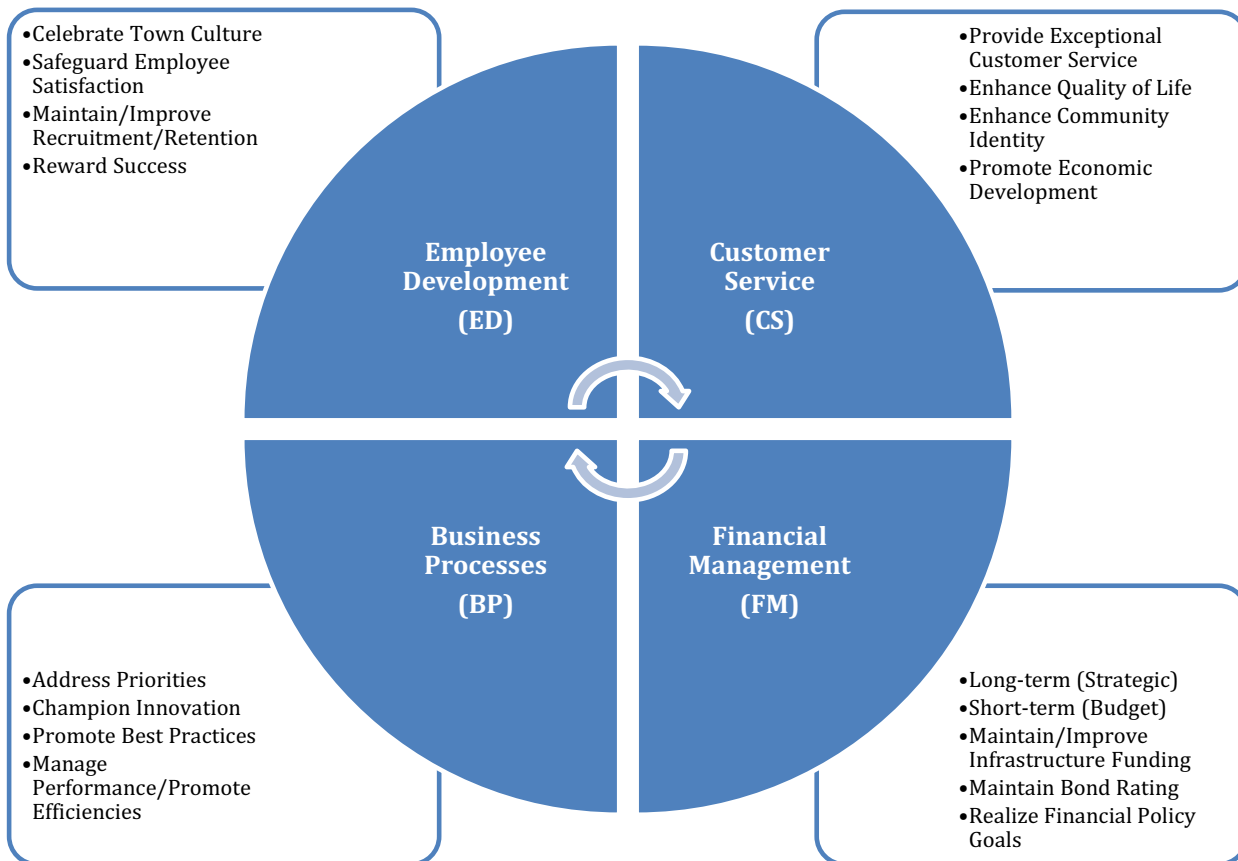 •Celebrate Town Culture
•Safeguard Employee
Satisfaction
•Maintain/Improve
Recruitment/Retention
•Reward Success
•Provide Exceptional
Customer Service
•Enhance Quality of Life
•Enhance Community
Identity
•Promote Economic
Development
Employee
Development
(ED)
Customer
Service
(CS)
Business
Processes
(BP)
Financial
Management
(FM)
•Address Priorities
•Champion Innovation
•Promote Best Practices
•Manage
Performance/Promote
Efficiencies
•Long-term (Strategic)
•Short-term (Budget)
•Maintain/Improve
Infrastructure Funding
•Maintain Bond Rating
•Realize Financial Policy
Goals